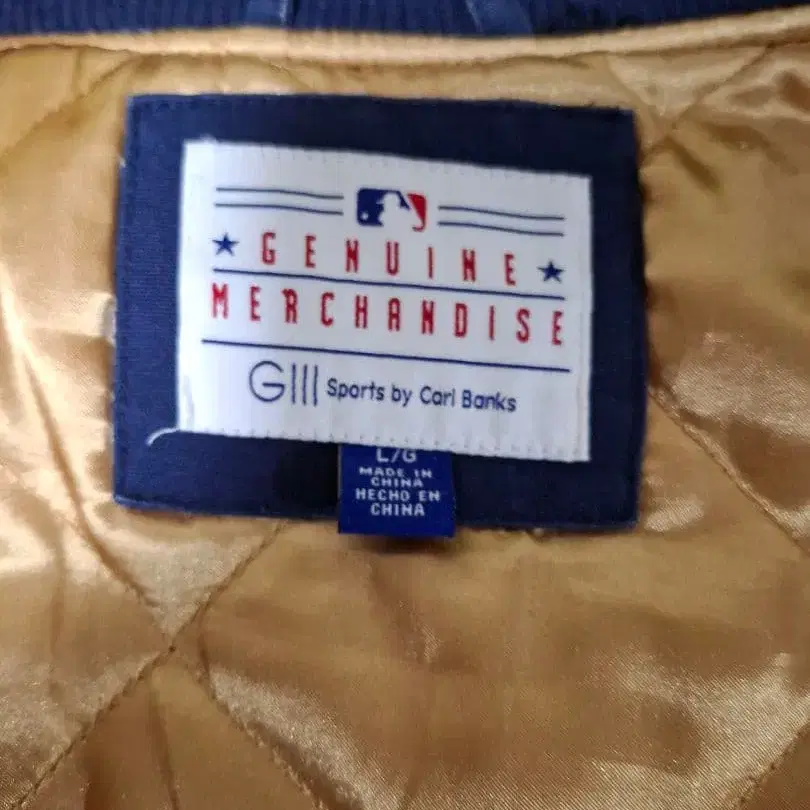 GENUINE
MERCHANDISE
GIII Sports by Carl Banks
L/G
MADE IN
CHINA
HECHO EN
CHINA